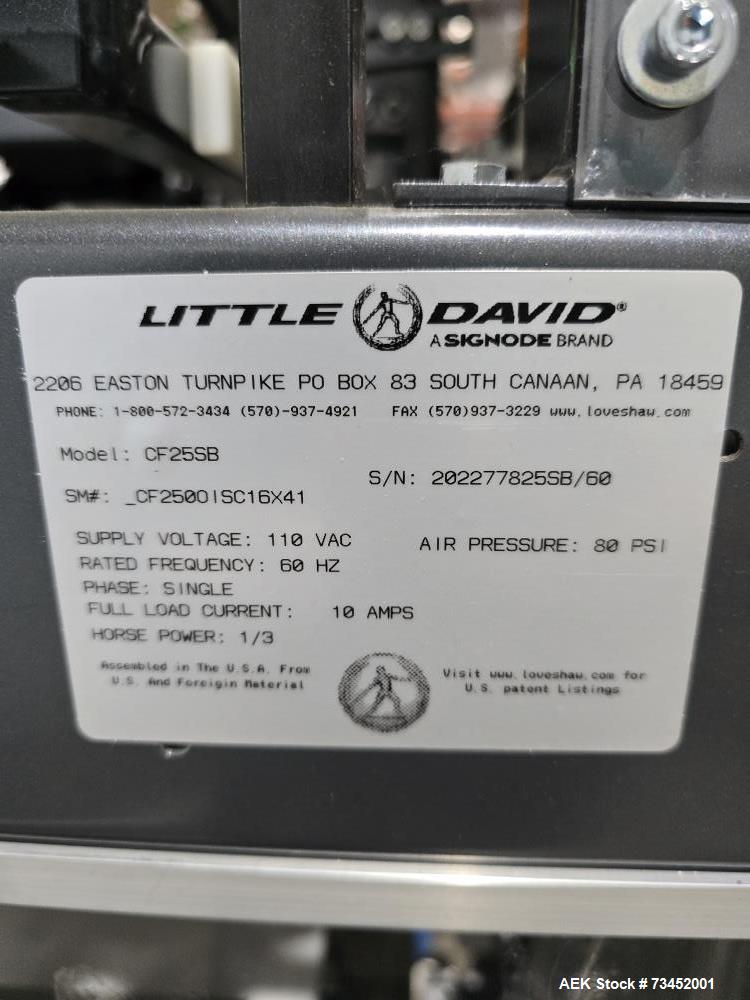 LITTLE DAVID®
A SIGNODE BRAND
2206 EASTON TURNPIKE PO BOX 83 SOUTH CANAAN, PA 18459
PHONE: 1-800-572-3434 (570)-937-4921 FAX (570)937-3229 www.loveshaw.com
Model: CF25SB
S/N: 202277825SB/60
SM#: _CF25OOISC16X41
SUPPLY VOLTAGE: 110 VAC
AIR PRESSURE: 80 PSI
RATED FREQUENCY: 60 HZ
PHASE: SINGLE
FULL LOAD CURRENT: 10 AMPS
HORSE POWER: 1/3
Assembled in The U.S.A. From
U.S. And Foreigin Material
Visit www.loveshaw.com for
U.S. patent Listings
AEK Stock # 73452001